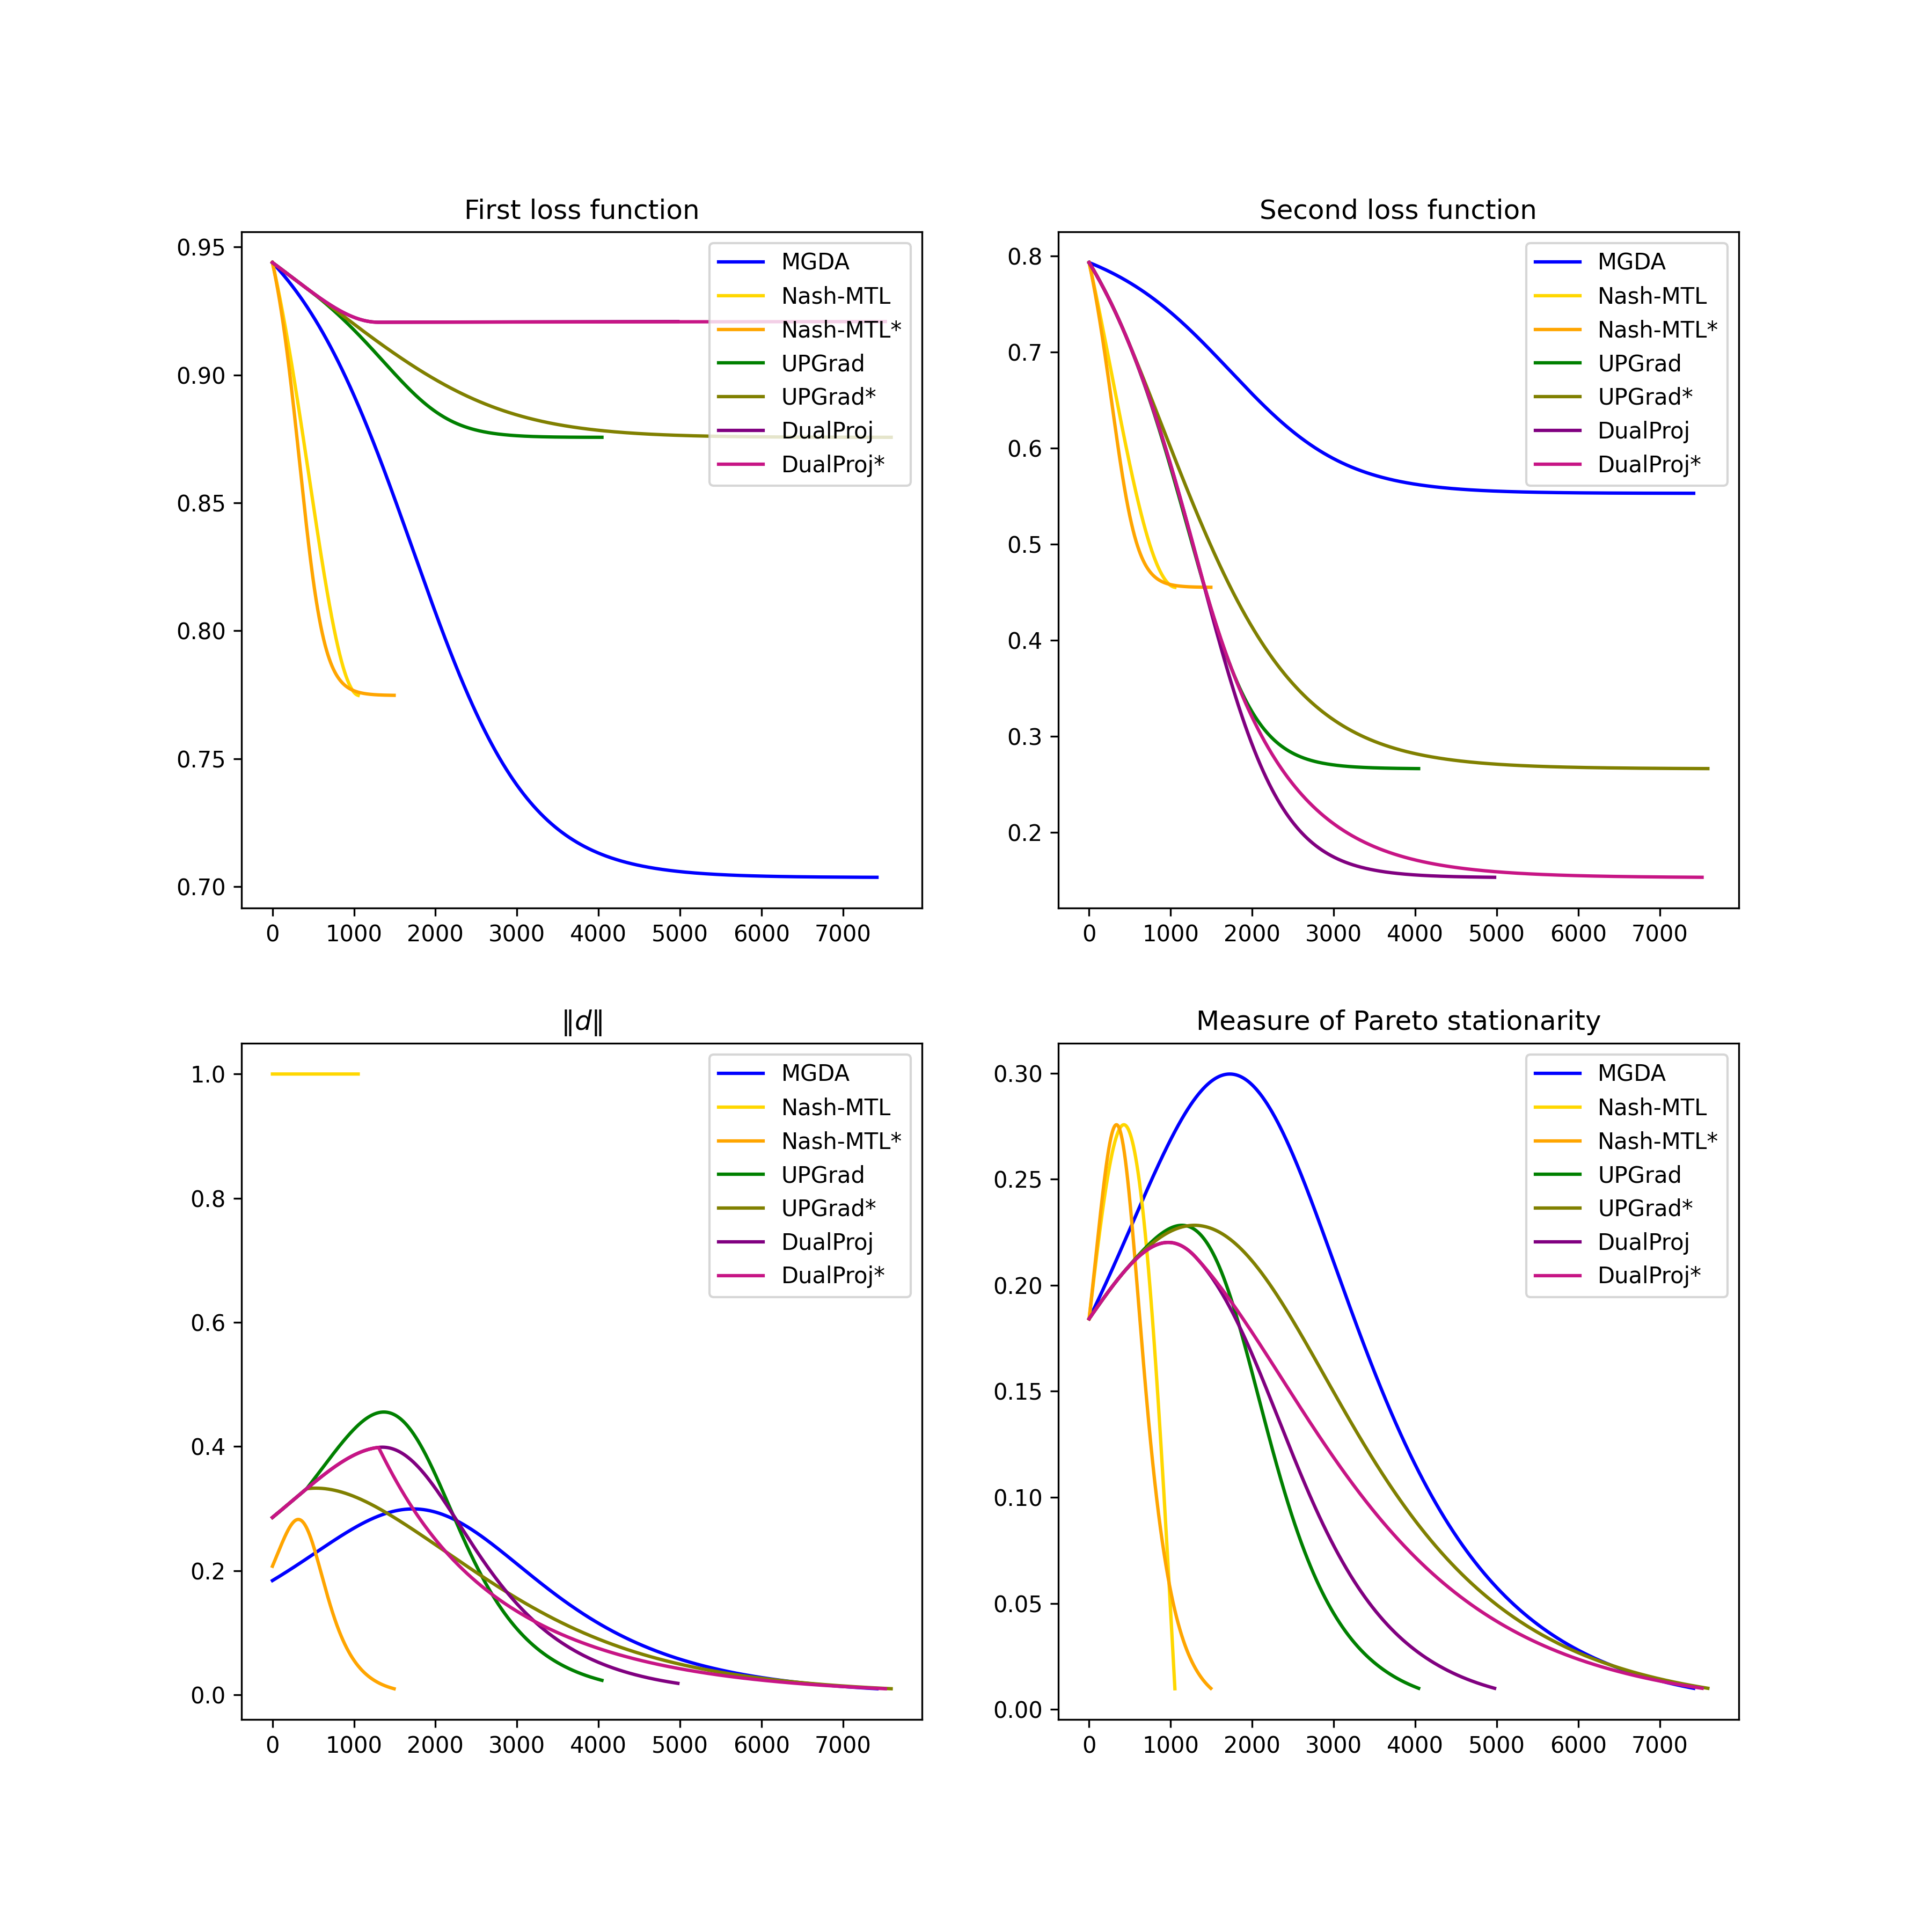 First loss function
0.95
0.90
0.85
0.80
0.75
0.70
0 1000 2000 3000 4000 5000 6000 7000
MGDA
Nash-MTL
Nash-MTL*
UPGrad
UPGrad*
DualProj
DualProj*
Second loss function
0.8
0.7
0.6
0.5
0.4
0.3
0.2
0 1000 2000 3000 4000 5000 6000 7000
MGDA
Nash-MTL
Nash-MTL*
UPGrad
UPGrad*
DualProj
DualProj*
‖d‖
1.0
0.8
0.6
0.4
0.2
0.0
0 1000 2000 3000 4000 5000 6000 7000
MGDA
Nash-MTL
Nash-MTL*
UPGrad
UPGrad*
DualProj
DualProj*
Measure of Pareto stationarity
0.30
0.25
0.20
0.15
0.10
0.05
0.00
0 1000 2000 3000 4000 5000 6000 7000
MGDA
Nash-MTL
Nash-MTL*
UPGrad
UPGrad*
DualProj
DualProj*